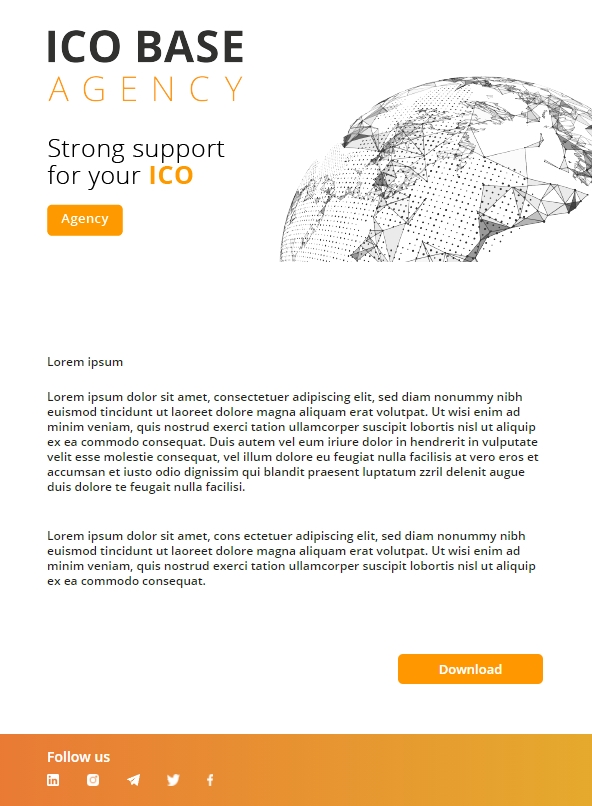 ICO BASE
AGENCY
Strong support
for your ICO
Agency
Lorem ipsum
Lorem ipsum dolor sit amet, consectetuer adipiscing elit, sed diam nonummy nibh
euismod tincidunt ut laoreet dolore magna aliquam erat volutpat. Ut wisi enim ad
minim veniam, quis nostrud exerci tation ullamcorper suscipit lobortis nisl ut aliquip
ex ea commodo consequat. Duis autem vel eum iriure dolor in hendrerit in vulputate
velit esse molestie consequat, vel illum dolore eu feugiat nulla facilisis at vero eros et
accumsan et iusto odio dignissim qui blandit praesent luptatum zzril delenit augue
duis dolore te feugait nulla facilisi.
Lorem ipsum dolor sit amet, cons ectetuer adipiscing elit, sed diam nonummy nibh
euismod tincidunt ut laoreet dolore magna aliquam erat volutpat. Ut wisi enim ad
minim veniam, quis nostrud exerci tation ullamcorper suscipit lobortis nisl ut aliquip
ex ea commodo consequat.
Download
Follow us